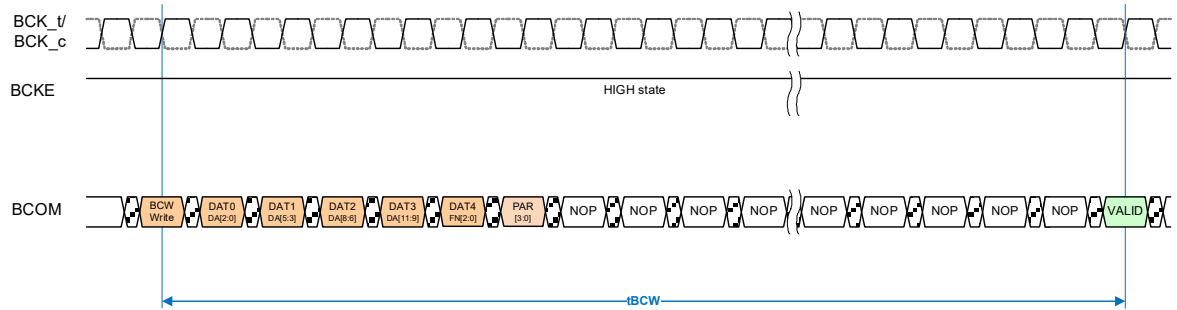 BCK_t/
BCK_c
BCKE
HIGH state
BCOM
BCW
Write
DAT0
DA[2:0]
DAT1
DA[5:3]
DAT2
DA[8:6]
DAT3
DA[11:9]
DAT4
FN[2:0]
PAR
[3:0]
NOP
NOP
NOP
NOP
NOP
NOP
NOP
NOP
NOP
VALID
tBCW